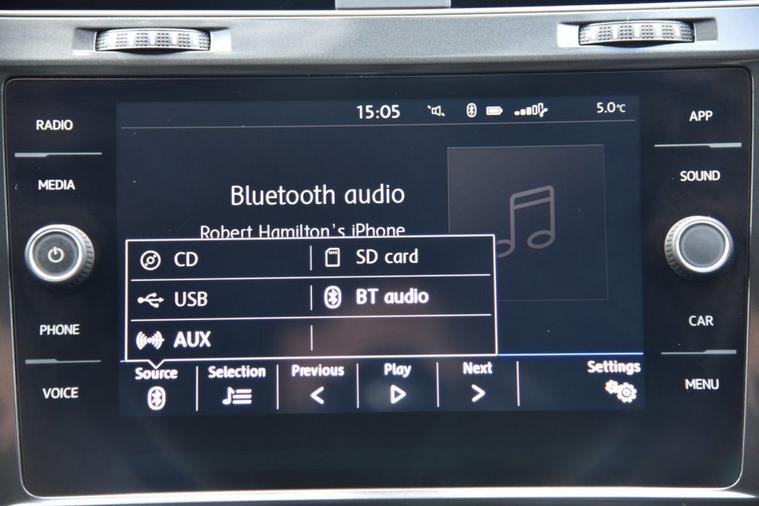 RADIO
MEDIA
PHONE
VOICE
15:05
5.0°C
Bluetooth audio
Robert Hamilton's iPhone
CD
SD card
USB
BT audio
AUX
Source
Selection
Previous
Play
Next
Settings
APP
SOUND
CAR
MENU